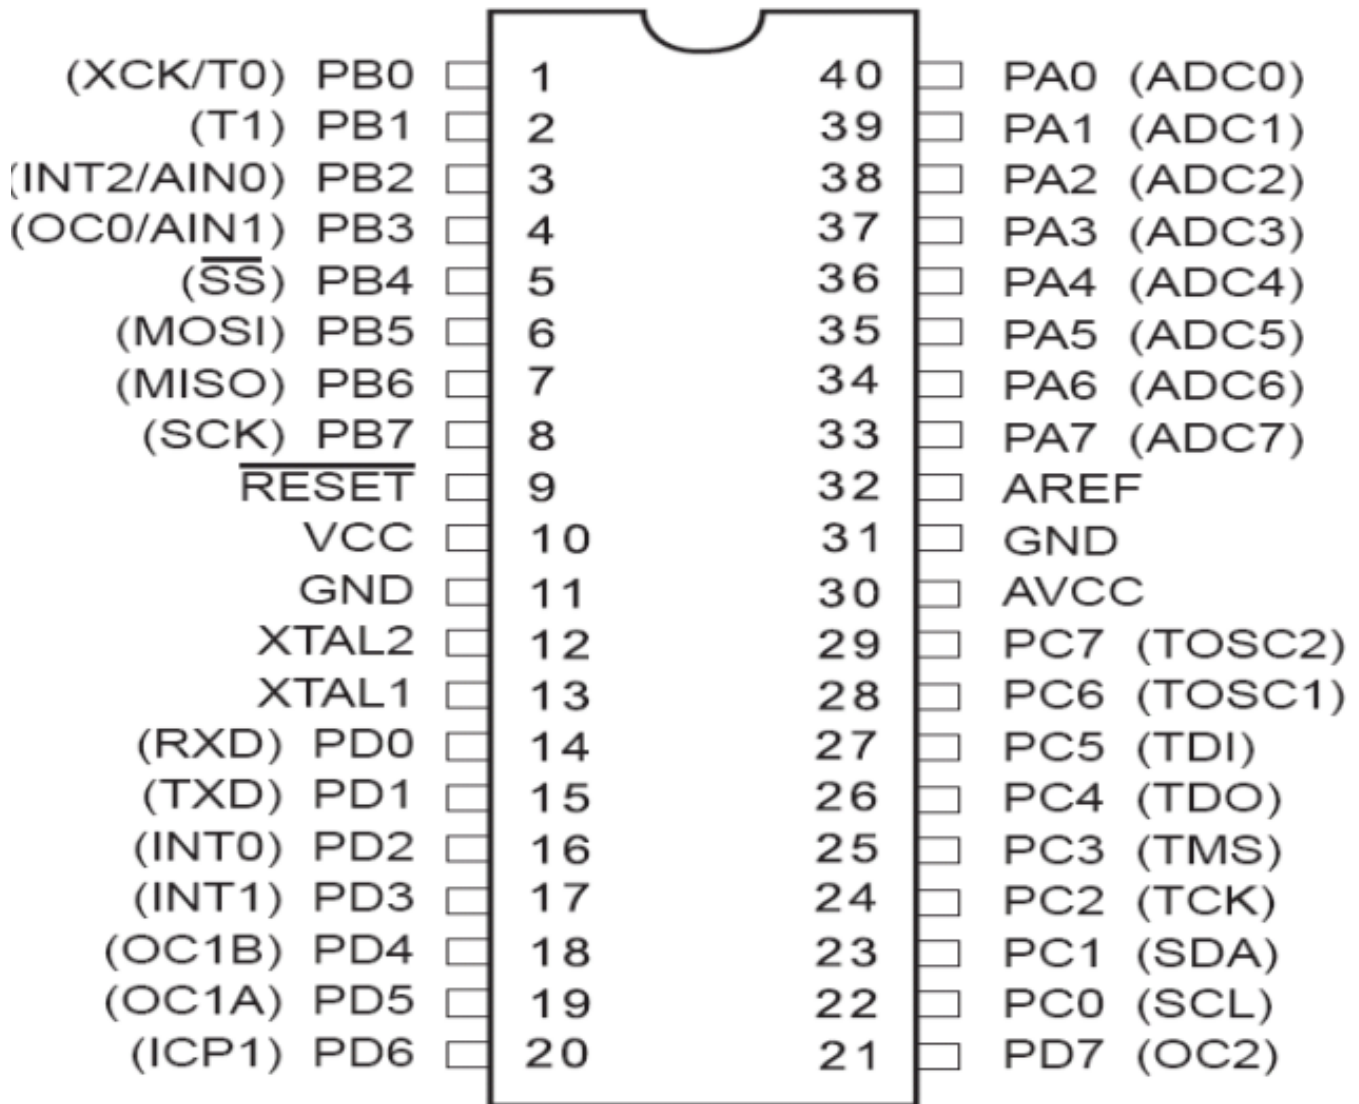 (XCK/T0) PB0 1 40 PA0 (ADC0)
(T1) PB1 2 39 PA1 (ADC1)
(INT2/AIN0) PB2 3 38 PA2 (ADC2)
(OC0/AIN1) PB3 4 37 PA3 (ADC3)
(S̅S̅) PB4 5 36 PA4 (ADC4)
(MOSI) PB5 6 35 PA5 (ADC5)
(MISO) PB6 7 34 PA6 (ADC6)
(SCK) PB7 8 33 PA7 (ADC7)
R̅E̅S̅E̅T̅ 9 32 AREF
VCC 10 31 GND
GND 11 30 AVCC
XTAL2 12 29 PC7 (TOSC2)
XTAL1 13 28 PC6 (TOSC1)
(RXD) PD0 14 27 PC5 (TDI)
(TXD) PD1 15 26 PC4 (TDO)
(INT0) PD2 16 25 PC3 (TMS)
(INT1) PD3 17 24 PC2 (TCK)
(OC1B) PD4 18 23 PC1 (SDA)
(OC1A) PD5 19 22 PC0 (SCL)
(ICP1) PD6 20 21 PD7 (OC2)